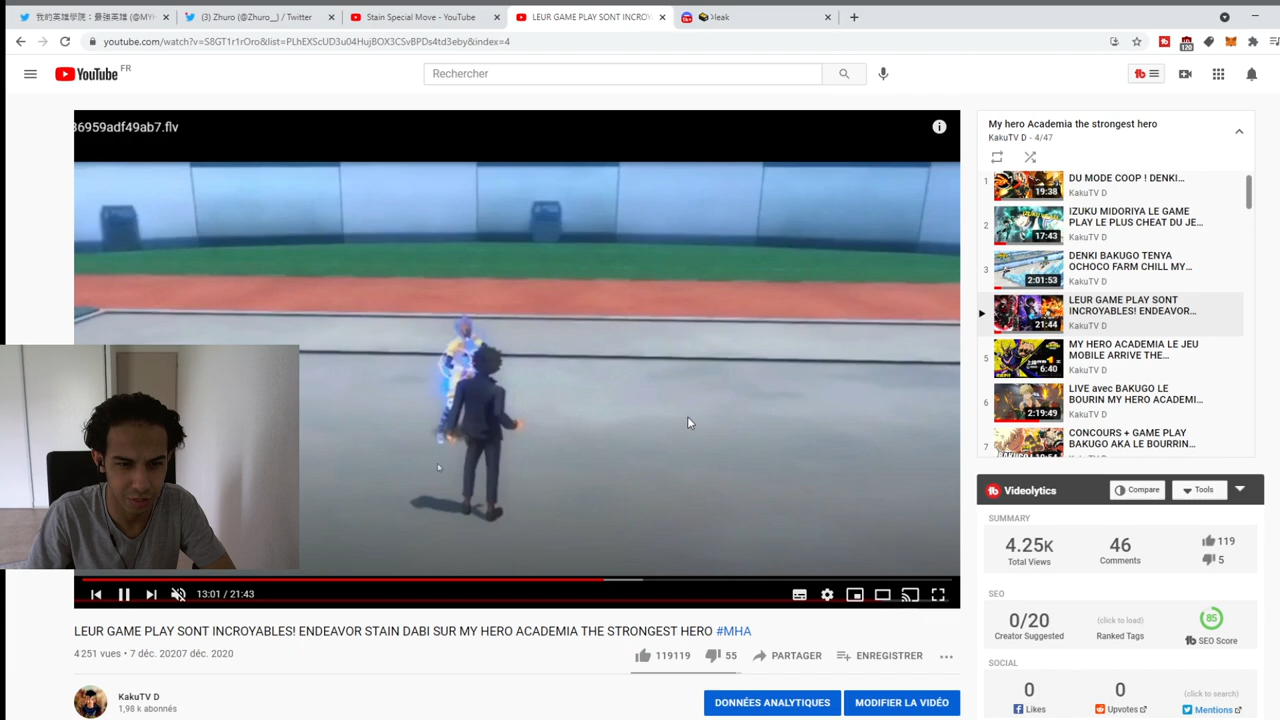 我的英雄學院：最強英雄 (@MYH
(3) Zhuro (@Zhuro__) / Twitter
Stain Special Move - YouTube
LEUR GAME PLAY SONT INCROY
leak
youtube.com/watch?v=S8GT1r1rOro&list=PLhEXScUD3u04HujBOX3CSvBPDs4td3eby&index=4
120
YouTube FR
Rechercher
36959adf49ab7.flv
My hero Academia the strongest hero
KakuTV D - 4/47
1
DU MODE COOP ! DENKI...
KakuTV D
19:38
2
IZUKU MIDORIYA LE GAME
PLAY LE PLUS CHEAT DU JE...
KakuTV D
17:43
3
DENKI BAKUGO TENYA
OCHOCO FARM CHILL MY...
KakuTV D
2:01:53
LEUR GAME PLAY SONT
INCROYABLES! ENDEAVOR...
KakuTV D
21:44
5
MY HERO ACADEMIA LE JEU
MOBILE ARRIVE THE...
KakuTV D
6:40
6
LIVE avec BAKUGO LE
BOURIN MY HERO ACADEMI...
KakuTV D
2:19:49
7
CONCOURS + GAME PLAY
BAKUGO AKA LE BOURRIN...
Videolytics
Compare
Tools
SUMMARY
4.25K
Total Views
46
Comments
119
5
SEO
0/20
Creator Suggested
(click to load)
Ranked Tags
85
SEO Score
SOCIAL
0
Likes
0
Upvotes
(click to search)
Mentions
13:01 / 21:43
LEUR GAME PLAY SONT INCROYABLES! ENDEAVOR STAIN DABI SUR MY HERO ACADEMIA THE STRONGEST HERO #MHA
4 251 vues • 7 déc. 20207 déc. 2020
119119
55
PARTAGER
ENREGISTRER
KakuTV D
1,98 k abonnés
DONNÉES ANALYTIQUES
MODIFIER LA VIDÉO